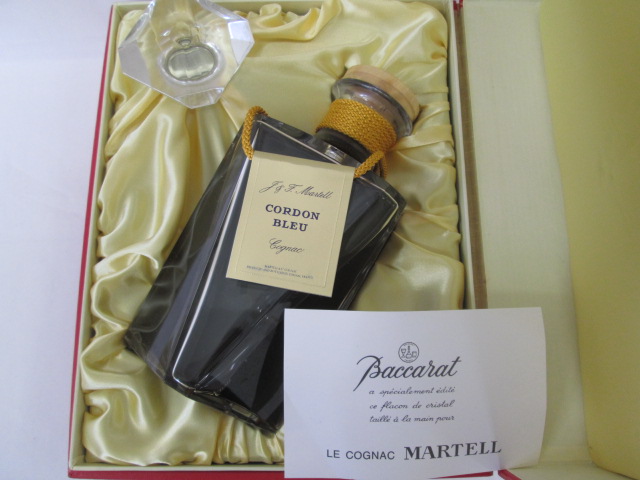 J & F. Martell
CORDON
BLEU
Cognac
Baccarat
a spécialement édité
ce flacon de cristal
taillé à la main pour
LE COGNAC MARTELL